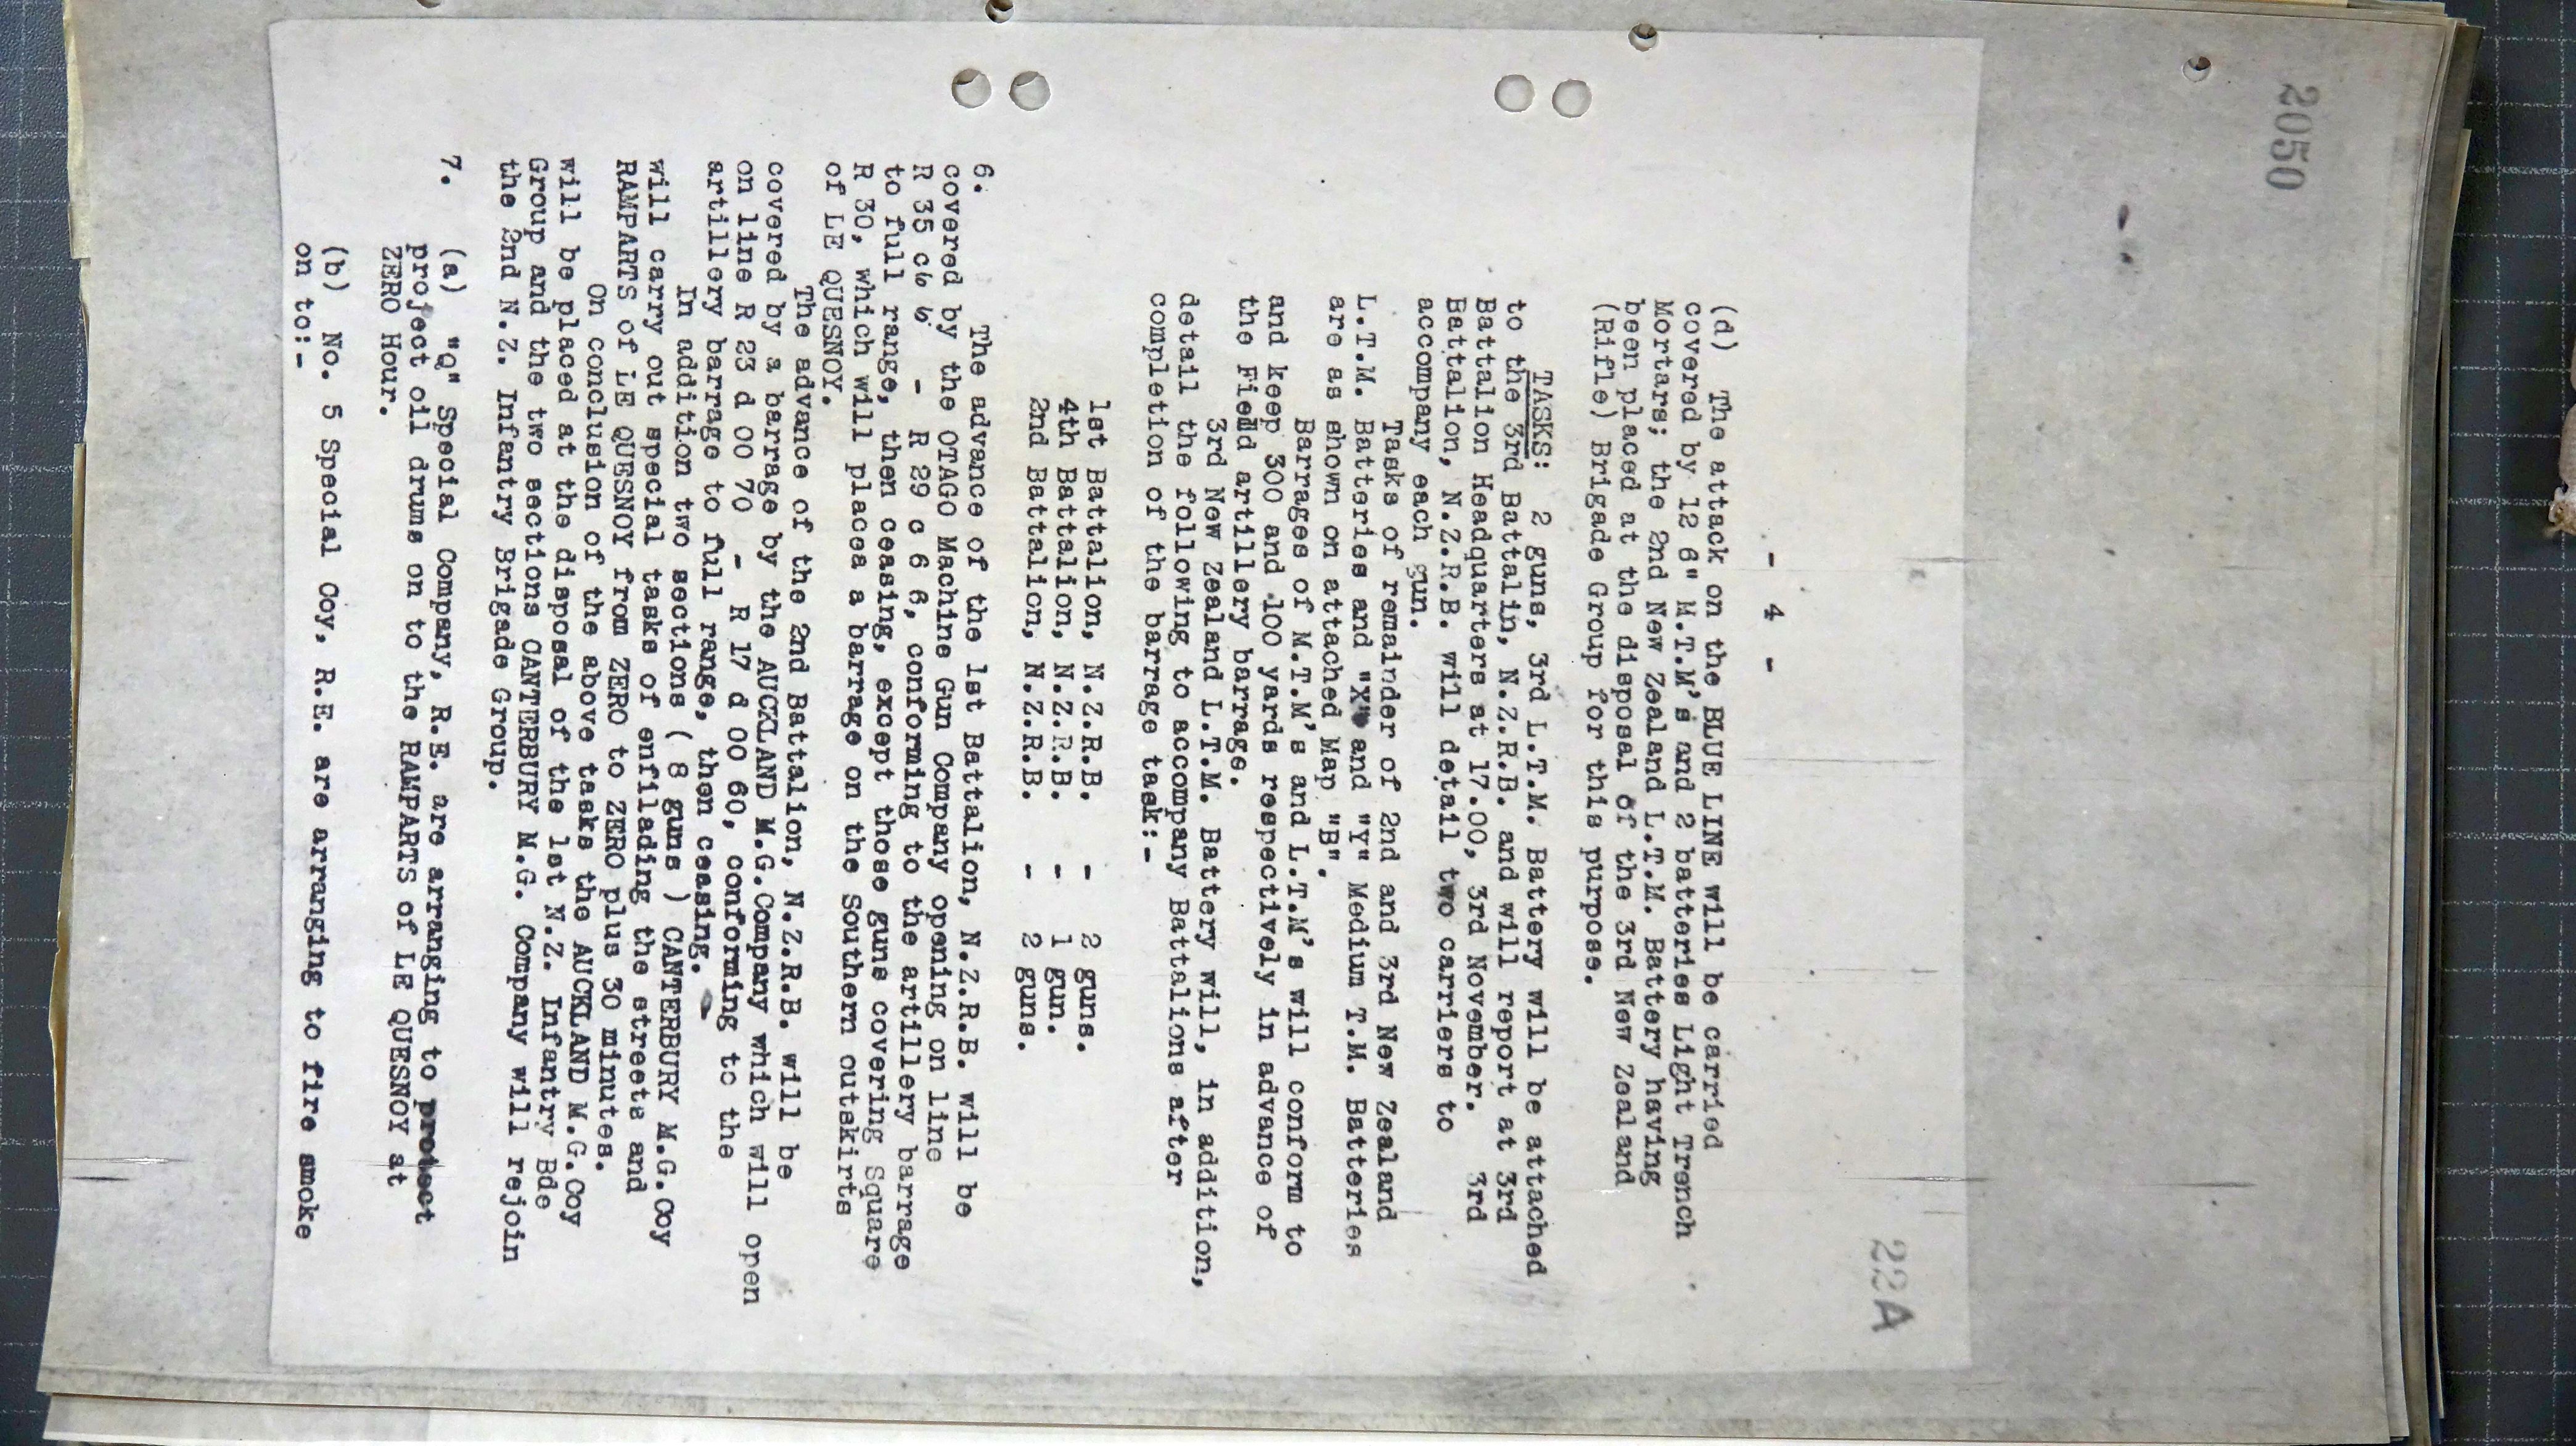 2050
22A
- 4 -
(d) The attack on the BLUE LINE will be carried
covered by 12 6" M.T.M's and 2 batteries Light Trench
Mortars; the 2nd New Zealand L.T.M. Battery having
been placed at the disposal of the 3rd New Zealand
(Rifle) Brigade Group for this purpose.
TASKS: 2 guns, 3rd L.T.M. Battery will be attached
to the 3rd Battalin, N.Z.R.B. and will report at 3rd
Battalion Headquarters at 17.00, 3rd November. 3rd
Battalion, N.Z.R.B. will detail two carriers to
accompany each gun.
Tasks of remainder of 2nd and 3rd New Zealand
L.T.M. Batteries and "X" and "Y" Medium T.M. Batteries
are as shown on attached Map "B".
Barrages of M.T.M's and L.T.M's will conform to
and keep 300 and 100 yards respectively in advance of
the Field artillery barrage.
3rd New Zealand L.T.M. Battery will, in addition,
detail the following to accompany Battalions after
completion of the barrage task:-
1st Battalion, N.Z.R.B. - 2 guns.
4th Battalion, N.Z.R.B. - 1 gun.
2nd Battalion, N.Z.R.B. - 2 guns.
6. The advance of the 1st Battalion, N.Z.R.B. will be
covered by the OTAGO Machine Gun Company opening on line
R 35 c 6 6 - R 29 c 6 6, conforming to the artillery barrage
to full range, then ceasing, except those guns covering Square
R 30, which will placea a barrage on the Southern outskirts
of LE QUESNOY.
The advance of the 2nd Battalion, N.Z.R.B. will be
covered by a barrage by the AUCKLAND M.G.Company which will open
on line R 23 d 00 70 - R 17 d 00 60, conforming to the
artillery barrage to full range, then ceasing.
In addition two sections ( 8 guns ) CANTERBURY M.G.Coy
will carry out special tasks of enfilading the streets and
RAMPARTS of LE QUESNOY from ZERO to ZERO plus 30 minutes.
On conclusion of the above tasks the AUCKLAND M.G.Coy
will be placed at the disposal of the 1st N.Z. Infantry Bde
Group and the two sections CANTERBURY M.G. Company will rejoin
the 2nd N.Z. Infantry Brigade Group.
7. (a) "Q" Special Company, R.E. are arranging to protect
project oil drums on to the RAMPARTS of LE QUESNOY at
ZERO Hour.
(b) No. 5 Special Coy, R.E. are arranging to fire smoke
on to:-